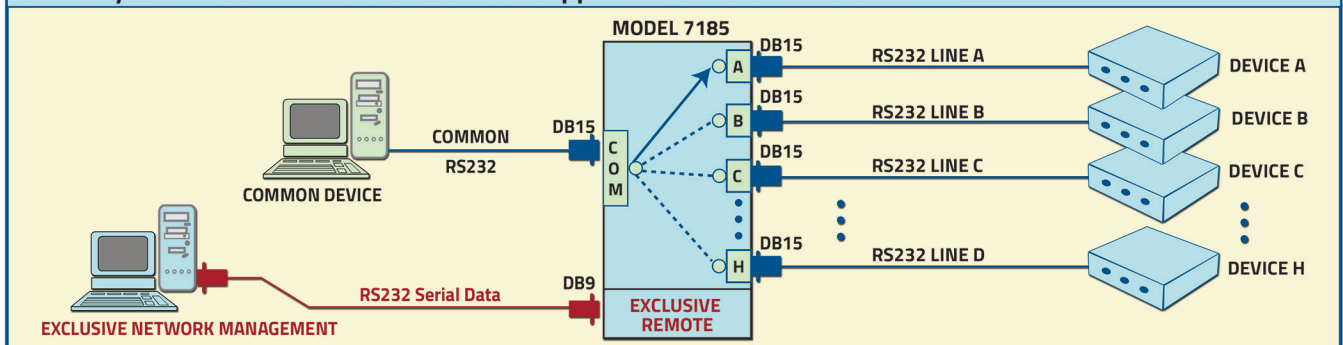 MODEL 7185
DB15
A
RS232 LINE A
DEVICE A
DB15
B
RS232 LINE B
DEVICE B
COMMON
RS232
DB15
COM
COMMON DEVICE
DB15
C
RS232 LINE C
DEVICE C
DB15
H
RS232 LINE D
DEVICE H
RS232 Serial Data
DB9
EXCLUSIVE
REMOTE
EXCLUSIVE NETWORK MANAGEMENT